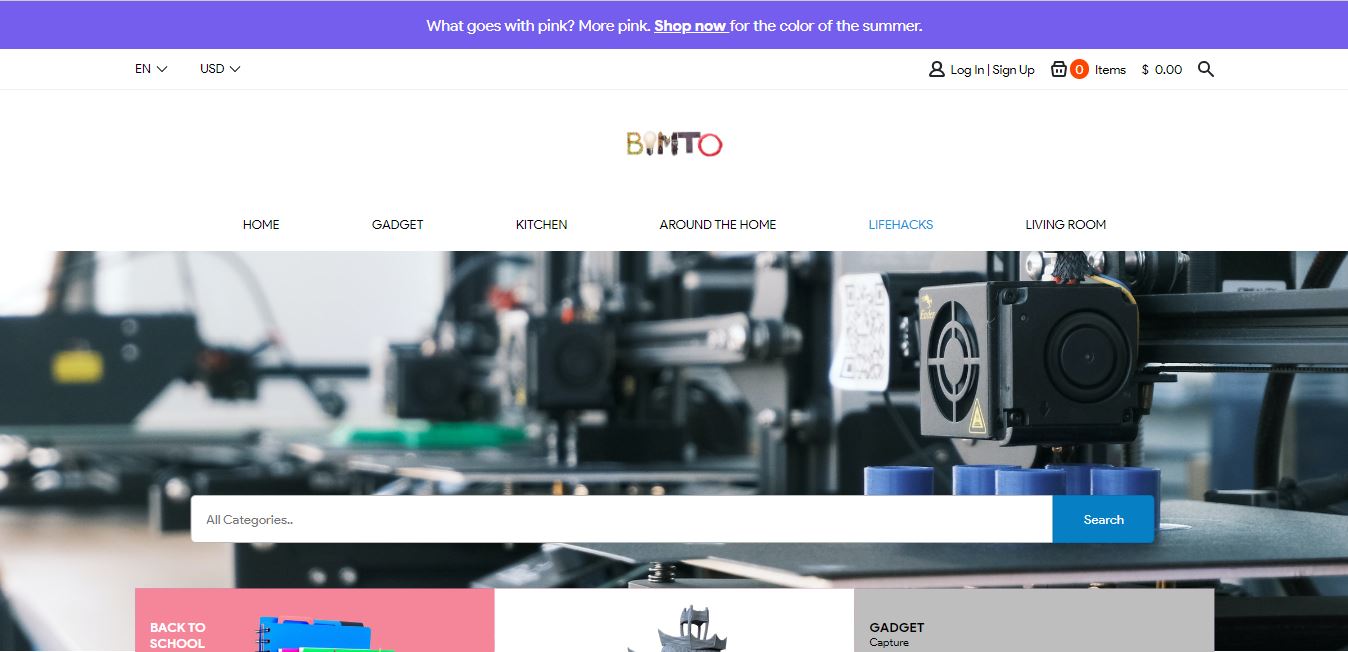 What goes with pink? More pink. Shop now for the color of the summer.
EN USD Log In | Sign Up 0 Items $ 0.00
BIMTO
HOME GADGET KITCHEN AROUND THE HOME LIFEHACKS LIVING ROOM
Ender
All Categories.. Search
BACK TO
SCHOOL
GADGET
Capture